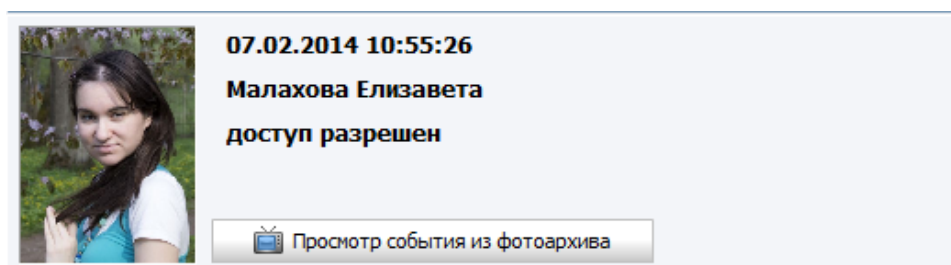 07.02.2014 10:55:26
Малахова Елизавета
доступ разрешен
Просмотр события из фотоархива